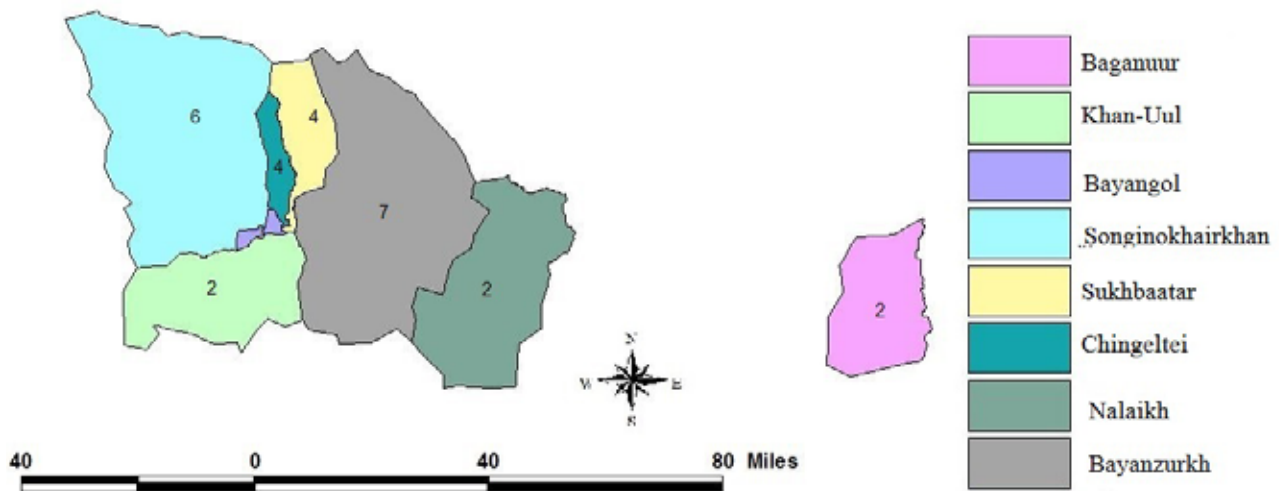 6
4
4
7
2
2
2
N
W E
S
40 0 40 80 Miles
Baganuur
Khan-Uul
Bayangol
Songinokhairkhan
Sukhbaatar
Chingeltei
Nalaikh
Bayanzurkh